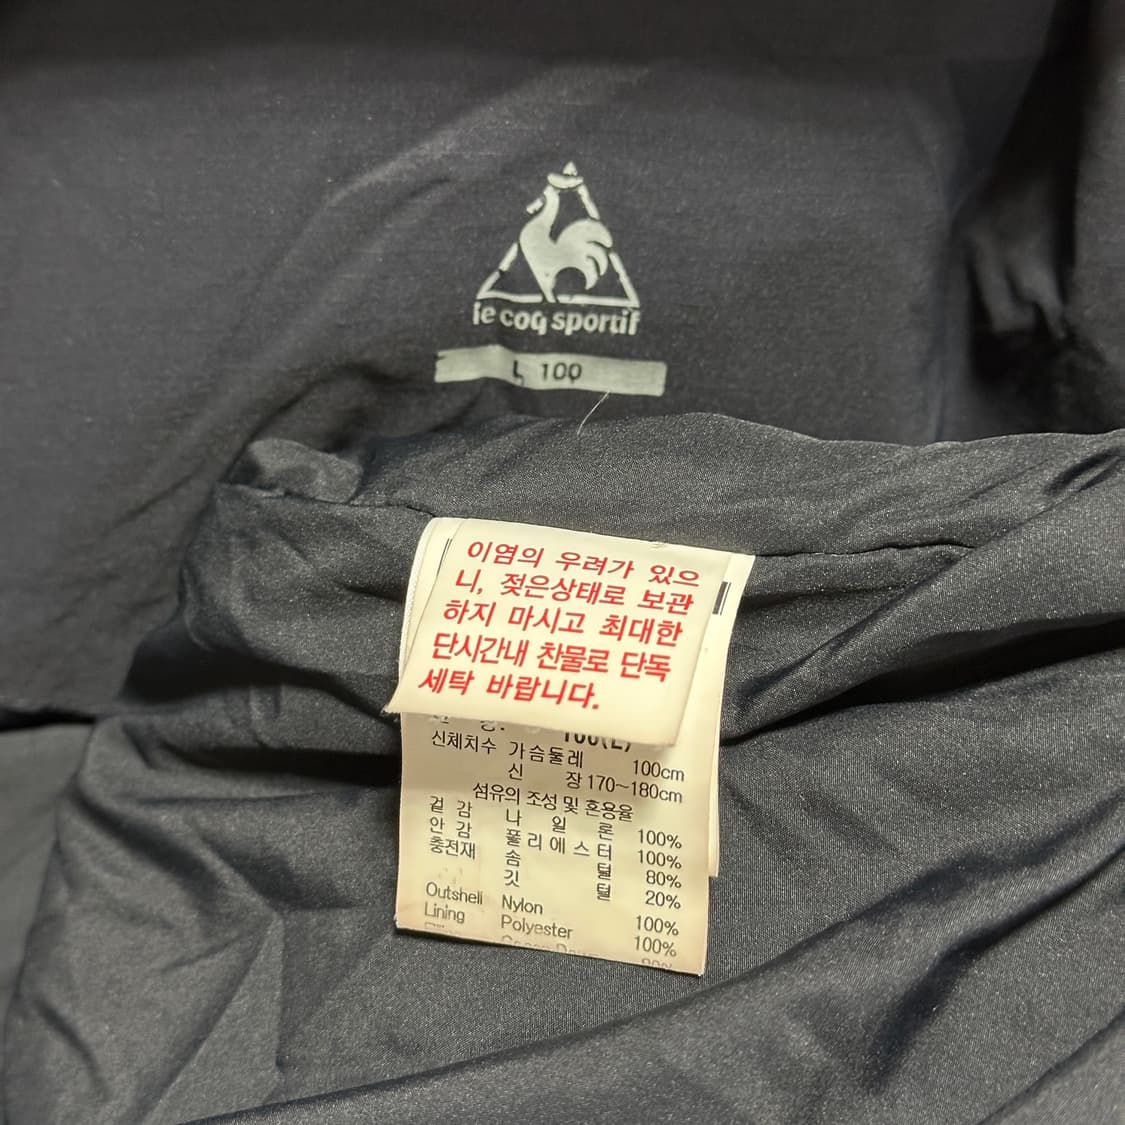 le coq sportif
L 100
이염의 우려가 있으
니, 젖은상태로 보관
하지 마시고 최대한
단시간내 찬물로 단독
세탁 바랍니다.
100(L)
신체치수 가슴둘레 100cm
신 장 170~180cm
섬유의 조성 및 혼용율
겉 감 나 일 론 100%
안 감 폴 리 에 스 터 100%
충전재 솜 털 80%
깃 털 20%
Outshell Nylon 100%
Lining Polyester 100%